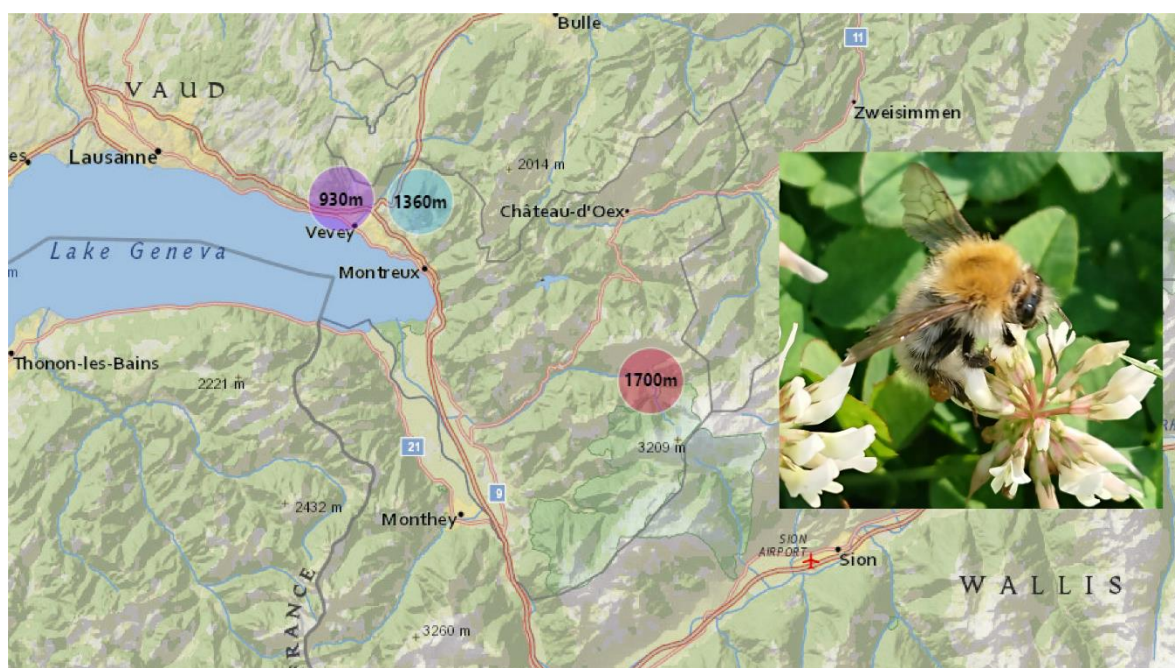 Bulle
11
VAUD
Zweisimmen
es
Lausanne
2014 m
930m
1360m
Château-d'Oex
Vevey
Lake Geneva
m
Montreux
Thonon-les-Bains
2221 m
1700m
21
3209 m
9
2432 m
Monthey
SION
AIRPORT
Sion
WALLIS
FRANCE
3260 m